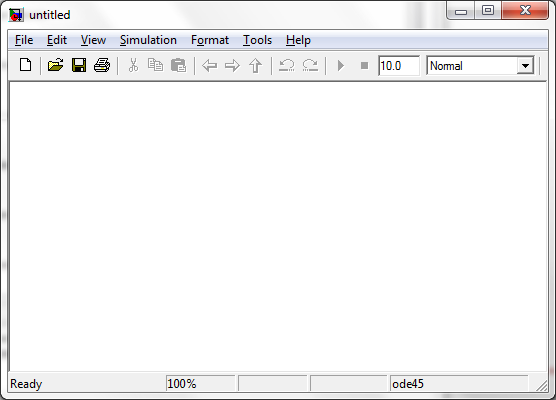 untitled
File Edit View Simulation Format Tools Help
10.0 Normal
Ready 100% ode45